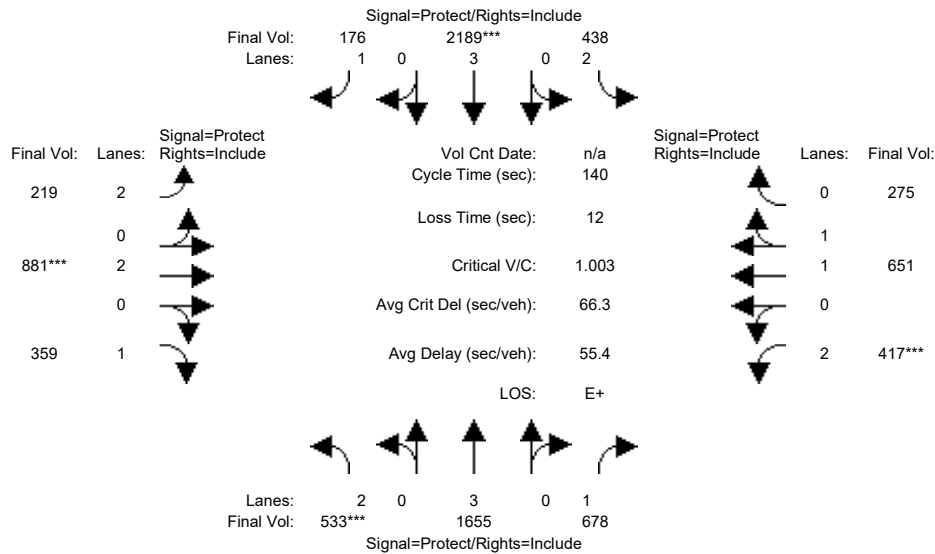 Signal=Protect/Rights=Include
Final Vol: 176 2189*** 438
Lanes: 1 0 3 0 2
Signal=Protect
Final Vol: Lanes: Rights=Include
Vol Cnt Date: n/a
Signal=Protect
Rights=Include Lanes: Final Vol:
Cycle Time (sec): 140
219 2
0 275
Loss Time (sec): 12
0
1
881*** 2
Critical V/C: 1.003
1 651
0
Avg Crit Del (sec/veh): 66.3
0
359 1
Avg Delay (sec/veh): 55.4
2 417***
LOS: E+
Lanes: 2 0 3 0 1
Final Vol: 533*** 1655 678
Signal=Protect/Rights=Include